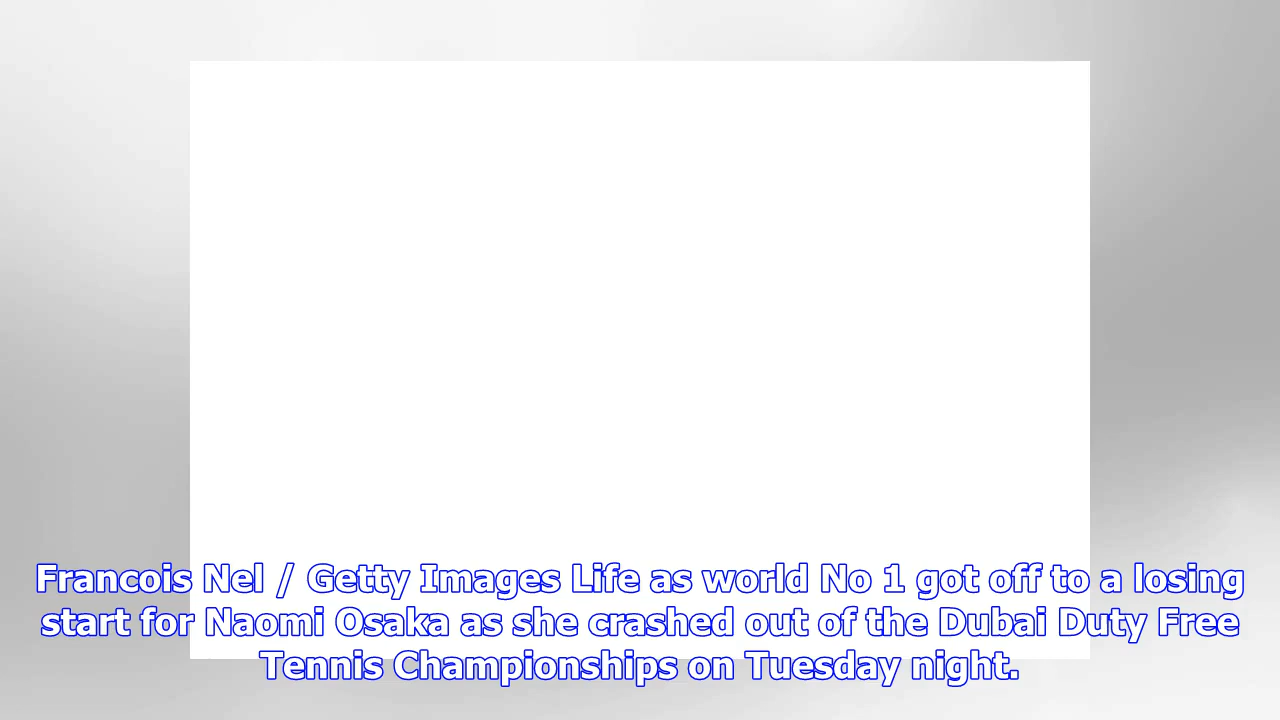 Francois Nel / Getty Images Life as world No 1 got off to a losing
start for Naomi Osaka as she crashed out of the Dubai Duty Free
Tennis Championships on Tuesday night.